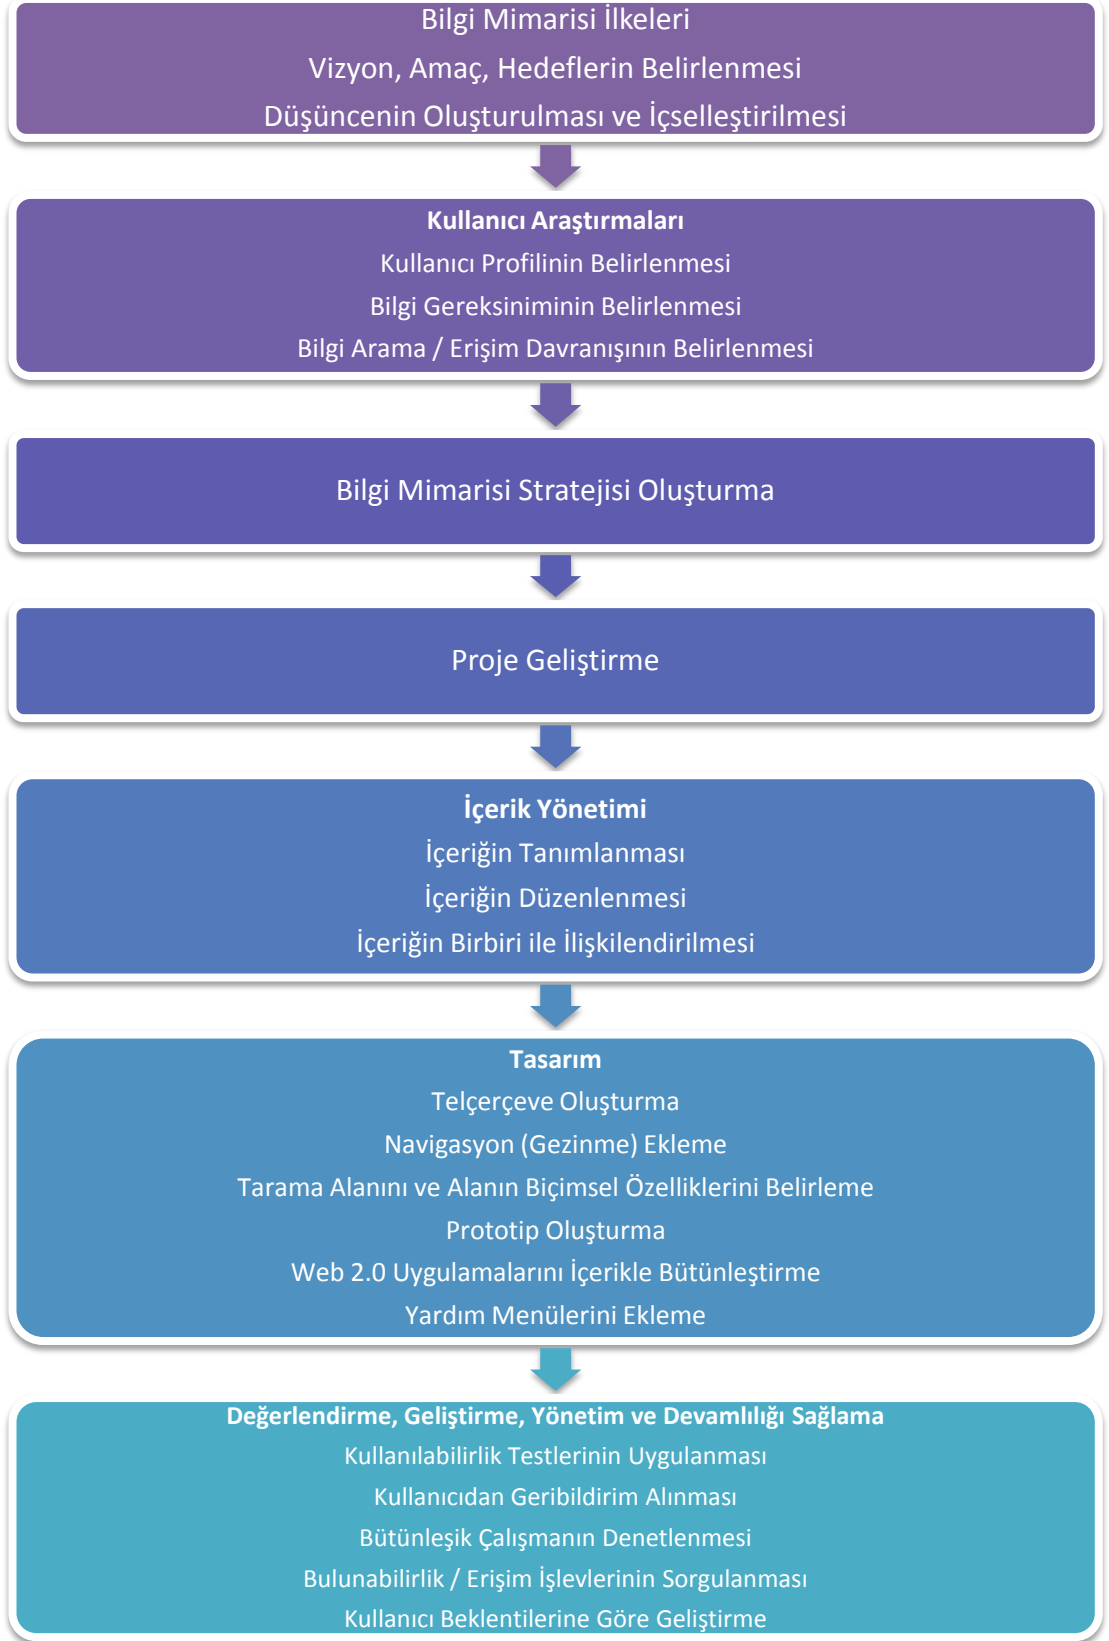 Bilgi Mimarisi İlkeleri
Vizyon, Amaç, Hedeflerin Belirlenmesi
Düşüncenin Oluşturulması ve İçselleştirilmesi
Kullanıcı Araştırmaları
Kullanıcı Profilinin Belirlenmesi
Bilgi Gereksiniminin Belirlenmesi
Bilgi Arama / Erişim Davranışının Belirlenmesi
Bilgi Mimarisi Stratejisi Oluşturma
Proje Geliştirme
İçerik Yönetimi
İçeriğin Tanımlanması
İçeriğin Düzenlenmesi
İçeriğin Birbiri ile İlişkilendirilmesi
Tasarım
Telçerçeve Oluşturma
Navigasyon (Gezinme) Ekleme
Tarama Alanını ve Alanın Biçimsel Özelliklerini Belirleme
Prototip Oluşturma
Web 2.0 Uygulamalarını İçerikle Bütünleştirme
Yardım Menülerini Ekleme
Değerlendirme, Geliştirme, Yönetim ve Devamlılığı Sağlama
Kullanılabilirlik Testlerinin Uygulanması
Kullanıcıdan Geribildirim Alınması
Bütünleşik Çalışmanın Denetlenmesi
Bulunabilirlik / Erişim İşlevlerinin Sorgulanması
Kullanıcı Beklentilerine Göre Geliştirme